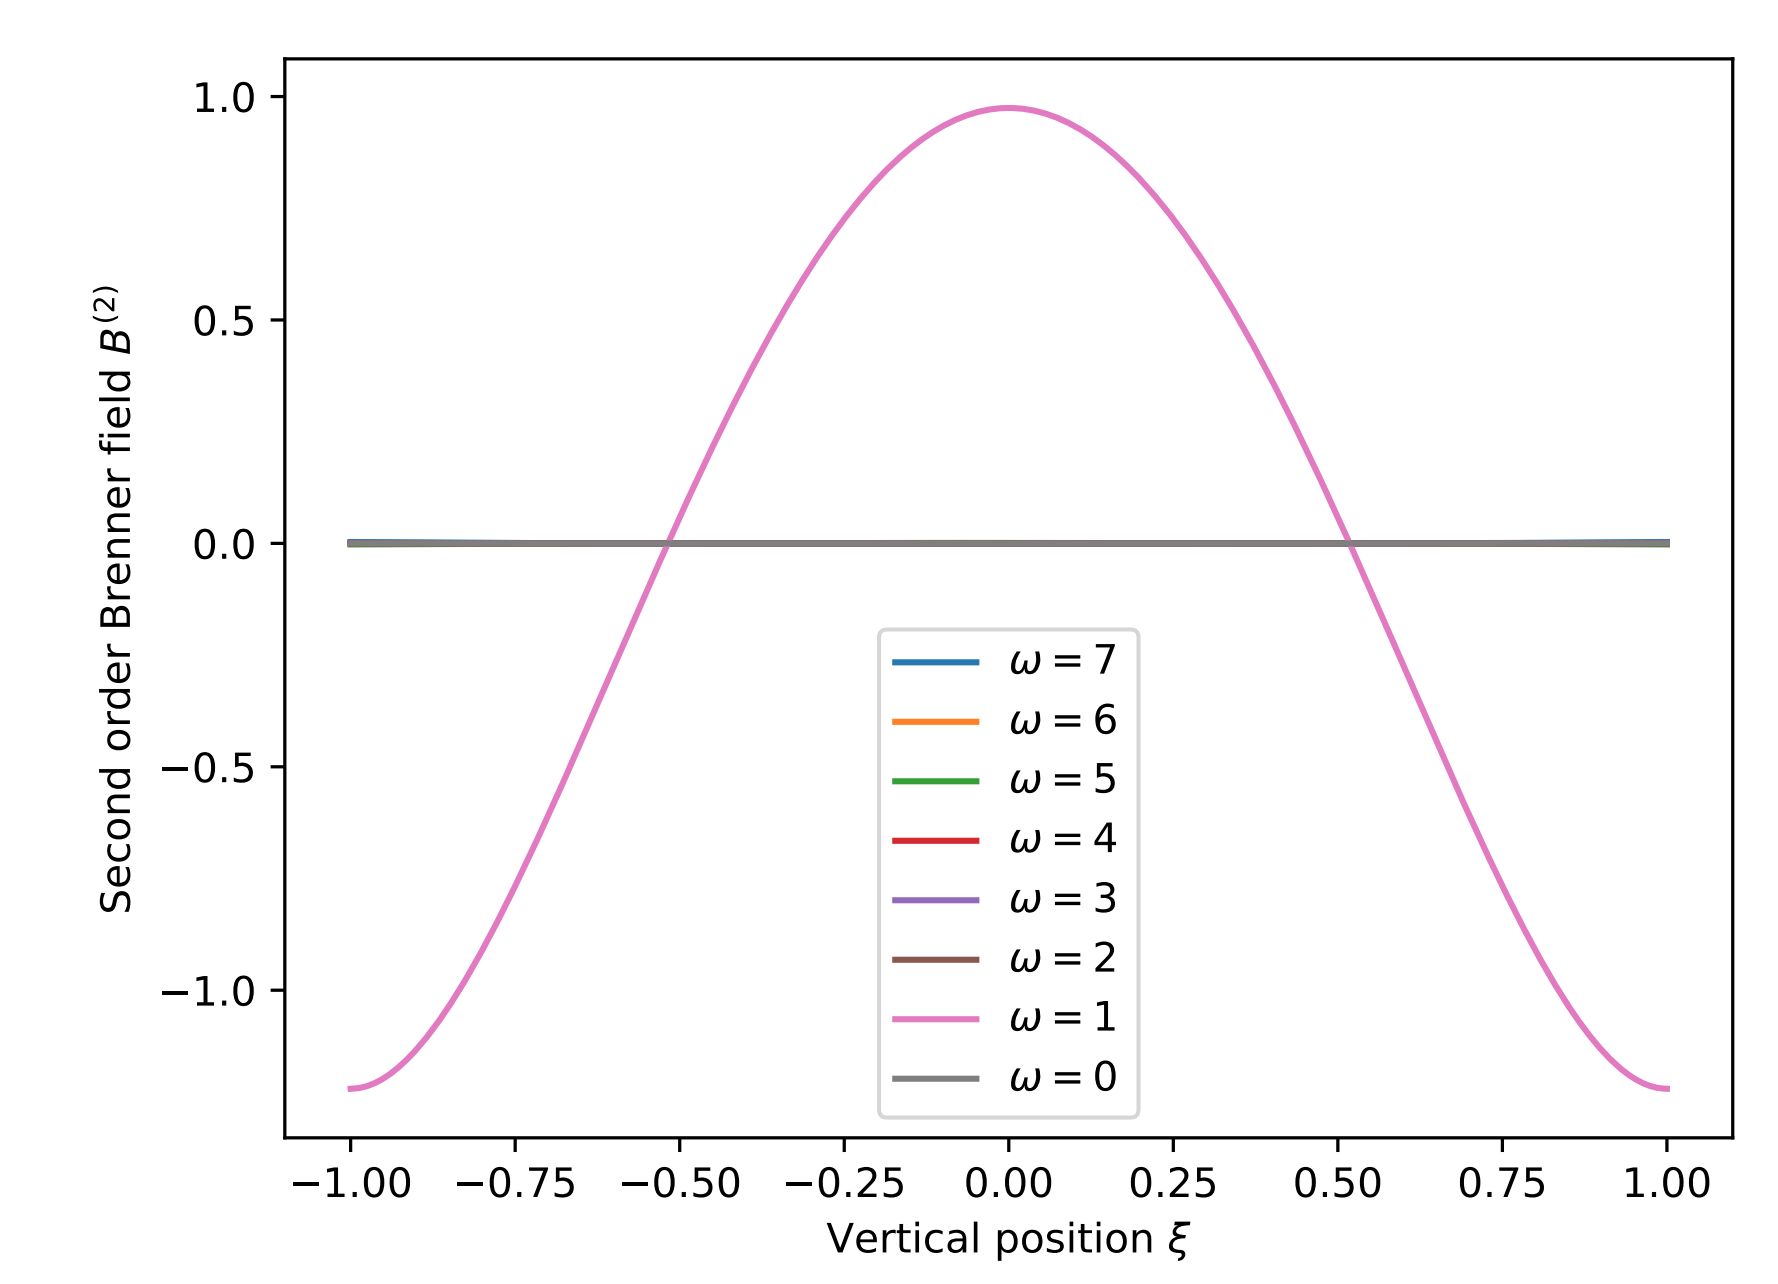 Second order Brenner field B⁽²⁾
1.0
0.5
0.0
−0.5
−1.0
ω = 7
ω = 6
ω = 5
ω = 4
ω = 3
ω = 2
ω = 1
ω = 0
−1.00 −0.75 −0.50 −0.25 0.00 0.25 0.50 0.75 1.00
Vertical position ξ